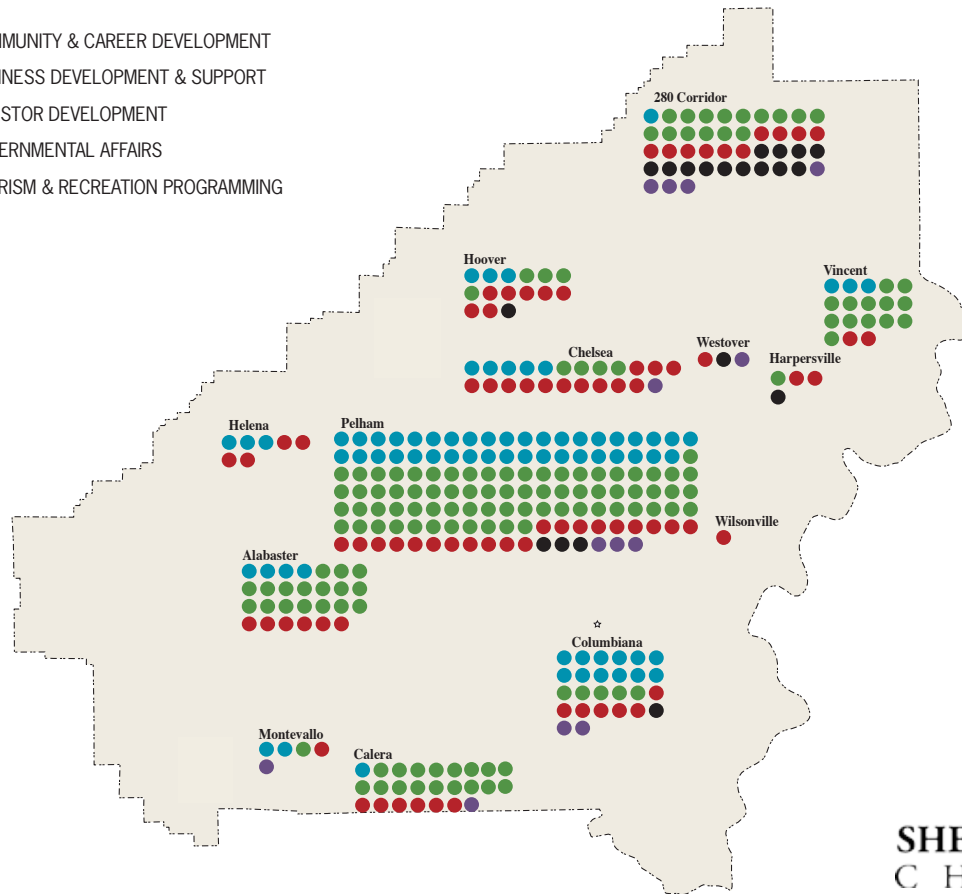 MMUNITY & CAREER DEVELOPMENT
INESS DEVELOPMENT & SUPPORT
STOR DEVELOPMENT
ERNMENTAL AFFAIRS
RISM & RECREATION PROGRAMMING
280 Corridor
Hoover
Vincent
Westover
Chelsea
Harpersville
Helena
Pelham
Wilsonville
Alabaster
Columbiana
Montevallo
Calera
SHE
C H